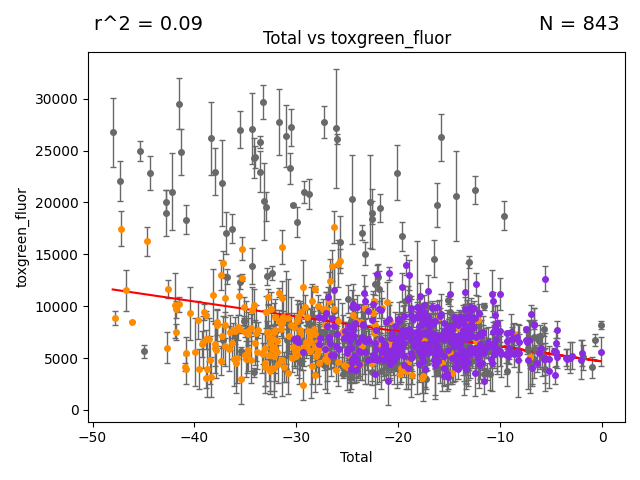 r^2 = 0.09
N = 843
Total vs toxgreen_fluor
30000
25000
20000
15000
10000
5000
0
toxgreen_fluor
−50
−40
−30
−20
−10
0
Total